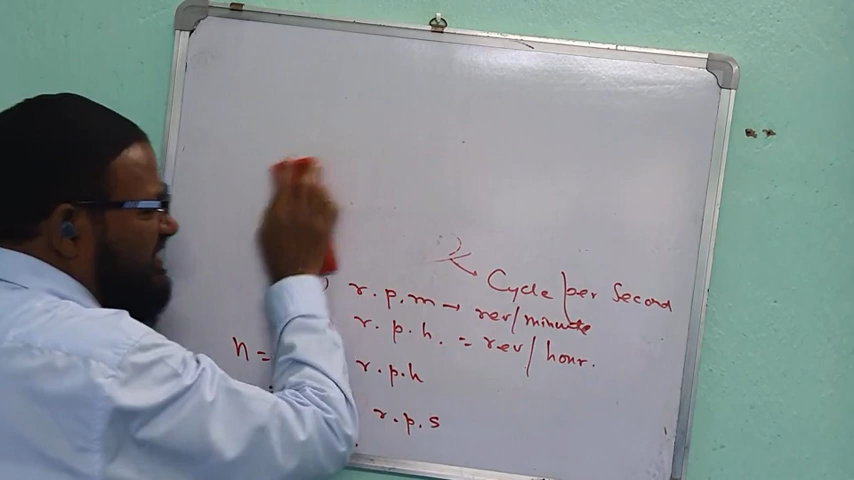 Cycle/per Second
r.p.m → rev/minute
r.p.h. = rev/hour.
n =
r.p.h
r.p.s